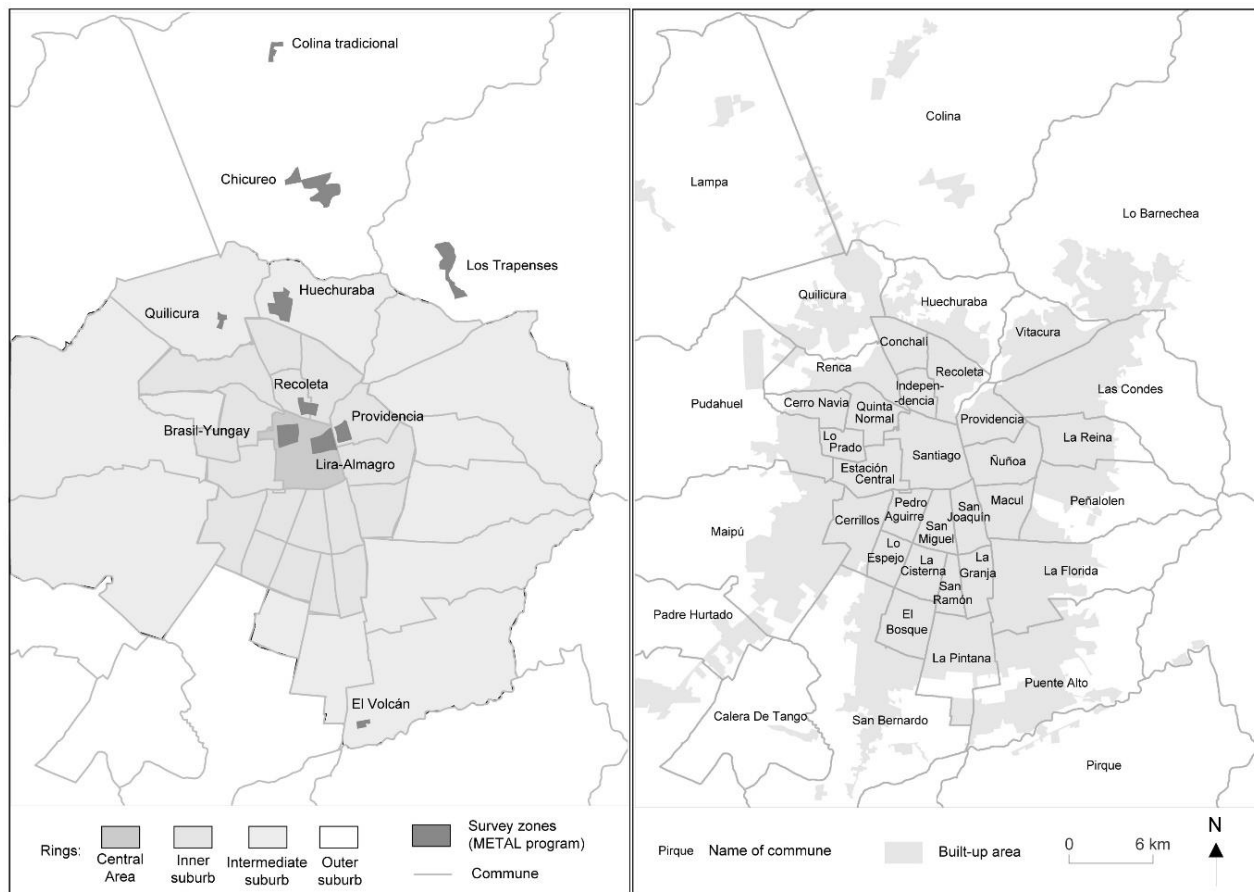 Colina tradicional
Chicureo
Los Trapenses
Huechuraba
Quilicura
Recoleta
Providencia
Brasil-Yungay
Lira-Almagro
El Volcán
Rings:
Central
Area
Inner
suburb
Intermediate
suburb
Outer
suburb
Survey zones
(METAL program)
Commune
Colina
Lampa
Lo Barnechea
Quilicura
Huechuraba
Vitacura
Conchalí
Renca
Recoleta
Las Condes
Indepen-
-dencia
Pudahuel
Cerro Navia
Quinta
Normal
Providencia
La Reina
Lo
Prado
Santiago
Ñuñoa
Estación
Central
Peñalolen
Pedro
Aguirre
San
Joaquín
Macul
Cerrillos
San
Miguel
Maipú
Lo
Espejo
La
Cisterna
La
Granja
La Florida
San
Ramón
Padre Hurtado
El
Bosque
La Pintana
Puente Alto
Calera De Tango
San Bernardo
Pirque
Pirque
Name of commune
Built-up area
0 6 km
N